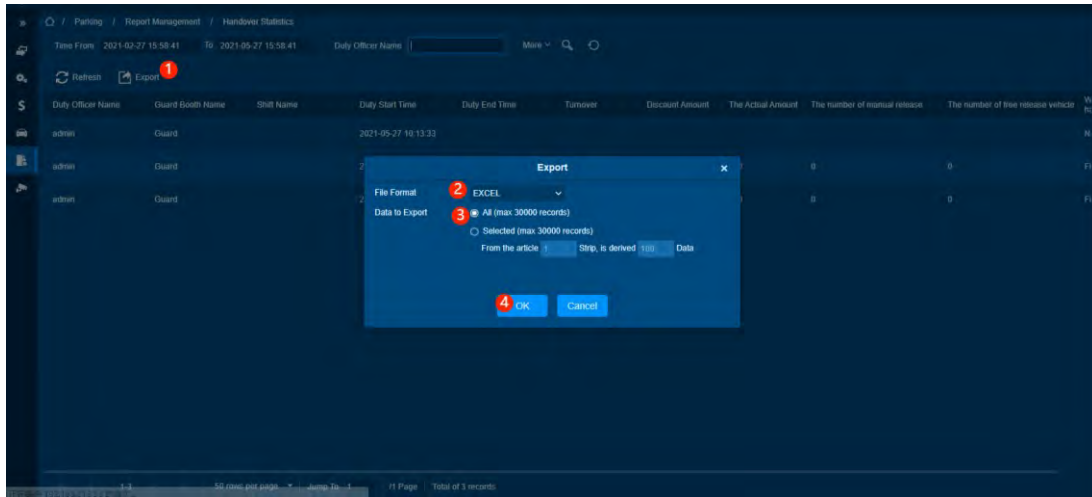 » / Parking / Report Management / Handover Statistics
Time From 2021-02-27 15:58:41 To 2021-05-27 15:58:41 Duty Officer Name More
Refresh Export 1
Duty Officer Name Guard Booth Name Shift Name Duty Start Time Duty End Time Turnover Discount Amount The Actual Amount The number of manual release The number of free release vehicle
admin Guard 2021-05-27 10:13:33
admin Guard 2 0 0
admin Guard 2 0 0
Export ×
File Format 2 EXCEL
Data to Export 3 All (max 30000 records)
Selected (max 30000 records)
From the article 1 Strip, is derived 100 Data
4 OK Cancel
1-3 50 rows per page Jump To 1 /1 Page Total of 3 records